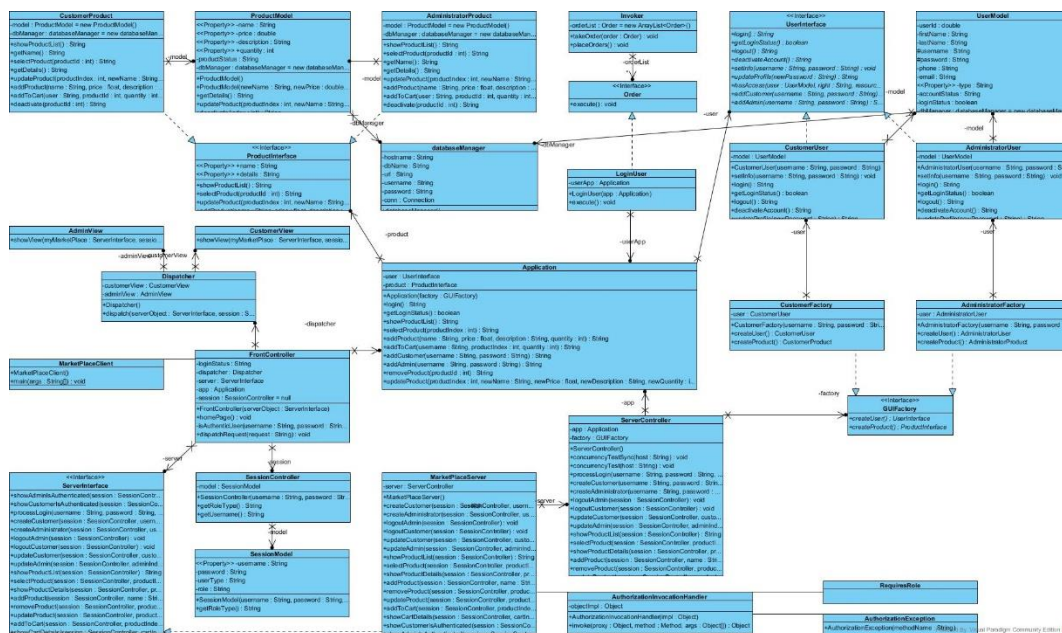 CustomerProduct
-model : ProductModel = new ProductModel()
-dbManager : databaseManager = new databaseMan...
+showProductList() : String
+getName() : String
+selectProduct(productId : int) : String
+getDetails() : String
+updateProduct(productIndex : int, newName : String...
+addProduct(name : String, price : float, description
+addToCart(user : String, productId : int, quantity : int)
+deactivate(productId : int) : String
ProductModel
<<Property>> -name : String
<<Property>> -price : double
<<Property>> -description : String
<<Property>> +quantity : int
-productStatus : String
-dbManager : databaseManager = new databaseM...
+ProductModel()
+ProductModel(newName : String, newPrice : double...
+getDetails() : String
+updateProduct(productIndex : int, newName : String...
AdministratorProduct
-model : ProductModel = new ProductModel()
-dbManager : databaseManager = new databaseMan...
+showProductList() : String
+selectProduct(productId : int) : String
+getName() : String
+getDetails() : String
+updateProduct(productIndex : int, newName : String...
+addProduct(name : String, price : float, description
+addToCart(user : String, productId : int, quantity : int)
+deactivate(productId : int) : String
Invoker
-orderList : Order = new ArrayList<Order>()
+takeOrder(order : Order) : void
+placeOrders() : void
-orderList
<<Interface>>
Order
+execute() : void
<<Interface>>
UserInterface
+login() : String
+getLoginStatus() : boolean
+logout() : String
+deactivateAccount() : String
+setInfo(username : String, password : String) : void
+updateProfile(newPassword : String) : String
+hasAccess(user : UserModel, right : String, resourc...
+addCustomer(username : String, password : String)
+addAdmin(username : String, password : String) : S...
UserModel
-userId : double
-firstName : String
-lastName : String
#username : String
#password : String
-phone : String
-email : String
<<Property>> -type : String
-accountStatus : String
-loginStatus : boolean
-dbManager : databaseManager = new databaseM...
-model
-model
-dbManager
-dbManager
-user
-model
-model
<<Interface>>
ProductInterface
<<Property>> +name : String
<<Property>> +details : String
+showProductList() : String
+selectProduct(productId : int) : String
+updateProduct(productIndex : int, newName : String...
databaseManager
-hostname : String
-dbName : String
-url : String
-username : String
-password : String
-conn : Connection
LoginUser
-userApp : Application
+LoginUser(app : Application)
+execute() : void
CustomerUser
-model : UserModel
+CustomerUser(username : String, password : String)
+setInfo(username : String, password : String) : void
+login() : String
+getLoginStatus() : boolean
+logout() : String
+deactivateAccount() : String
AdministratorUser
-model : UserModel
+AdministratorUser(username : String, password : Str...
+setInfo(username : String, password : String) : void
+login() : String
+getLoginStatus() : boolean
+logout() : String
+deactivateAccount() : String
AdminView
+showView(myMarketPlace : ServerInterface, sessio...
CustomerView
+showView(myMarketPlace : ServerInterface, sessio...
-product
-userApp
-user
-user
-adminView
-customerView
Dispatcher
-customerView : CustomerView
-adminView : AdminView
+Dispatcher()
+dispatch(serverObject : ServerInterface, session : S...
-dispatcher
Application
-user : UserInterface
-product : ProductInterface
+Application(factory : GUIFactory)
+login() : String
+getLoginStatus() : boolean
+showProductList() : String
+selectProduct(productId : int) : String
+addProduct(name : String, price : float, description : String, quantity : int) : String
+addToCart(username : String, productIndex : int, quantity : int) : String
+addCustomer(username : String, password : String) : String
+addAdmin(username : String, password : String) : String
+removeProduct(productId : int) : String
+updateProduct(productIndex : int, newName : String, newPrice : float, newDescription : String, newQuantity : i...
CustomerFactory
-user : CustomerUser
+CustomerFactory(username : String, password : Stri...
+createUser() : CustomerUser
+createProduct() : CustomerProduct
AdministratorFactory
-user : AdministratorUser
+AdministratorFactory(username : String, password
+createUser() : AdministratorUser
+createProduct() : AdministratorProduct
MarketPlaceClient
+MarketPlaceClient()
+main(args : String[]) : void
FrontController
-loginStatus : String
-dispatcher : Dispatcher
-server : ServerInterface
-app : Application
-session : SessionController = null
+FrontController(serverObject : ServerInterface)
+homePage() : void
-isAuthenticUser(username : String, password : Strin...
+dispatchRequest(request : String) : void
-server
-session
-app
-factory
<<Interface>>
GUIFactory
+createUser() : UserInterface
+createProduct() : ProductInterface
ServerController
-app : Application
-factory : GUIFactory
+ServerController()
+concurrencyTestSync(host : String) : void
+concurrencyTest(host : String) : void
+processLogin(username : String, password : String, ...
+createCustomer(username : String, password : Strin...
+createAdministrator(username : String, password : ...
+logoutAdmin(session : SessionController) : void
+logoutCustomer(session : SessionController) : void
+updateCustomer(session : SessionController, custo...
+updateAdmin(session : SessionController, adminInd...
+showProductList(session : SessionController) : String
+selectProduct(session : SessionController, producti...
+showProductDetails(session : SessionController, pr...
+addProduct(session : SessionController, name : Stri...
+removeProduct(session : SessionController, produc...
<<Interface>>
ServerInterface
+showAdminIsAuthenticated(session : SessionContr...
+showCustomerIsAuthenticated(session : SessionCo...
+processLogin(username : String, password : String, ...
+createCustomer(session : SessionController, usern...
+createAdministrator(session : SessionController, us...
+logoutAdmin(session : SessionController) : void
+logoutCustomer(session : SessionController) : void
+updateCustomer(session : SessionController, custo...
+updateAdmin(session : SessionController, adminInd
+showProductList(session : SessionController) : String
+selectProduct(session : SessionController, producti...
+showProductDetails(session : SessionController, pr...
+addProduct(session : SessionController, name : Stri...
+removeProduct(session : SessionController, produc...
+updateProduct(session : SessionController, product...
+addToCart(session : SessionController, productInde...
SessionController
-model : SessionModel
+SessionController(username : String, password : Stri...
+getRoleType() : String
+getUsername() : String
-model
SessionModel
<<Property>> -username : String
-password : String
-userType : String
-role : String
+SessionModel(username : String, password : String...
+getRoleType() : String
MarketPlaceServer
-server : ServerController
+MarketPlaceServer()
+createCustomer(session : SessionController, usern...
+createAdministrator(session : SessionController, us...
+logoutAdmin(session : SessionController) : void
+logoutCustomer(session : SessionController) : void
+updateCustomer(session : SessionController, custo...
+updateAdmin(session : SessionController, adminInd...
+showProductList(session : SessionController) : String
+selectProduct(session : SessionController, producti...
+showProductDetails(session : SessionController, pr...
+addProduct(session : SessionController, name : Stri...
+removeProduct(session : SessionController, produc...
+updateProduct(session : SessionController, product...
+addToCart(session : SessionController, productInde...
+showCartDetails(session : SessionController, cartIn...
+showCustomerIsAuthenticated(session : SessionCo...
-server
AuthorizationInvocationHandler
-objectImpl : Object
+AuthorizationInvocationHandler(impl : Object)
+invoke(proxy : Object, method : Method, args : Object[]) : Object
RequiresRole
AuthorizationException
+AuthorizationException(methodName : String)
Visual Paradigm Community Edition